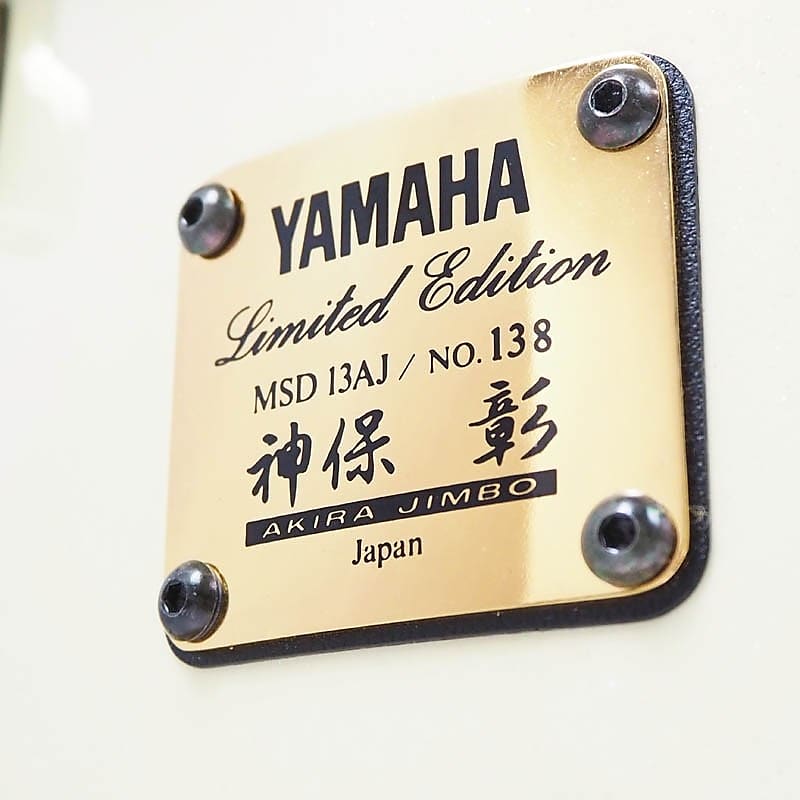 YAMAHA
Limited Edition
MSD 13AJ / NO. 138
神保 彰
AKIRA JIMBO
Japan